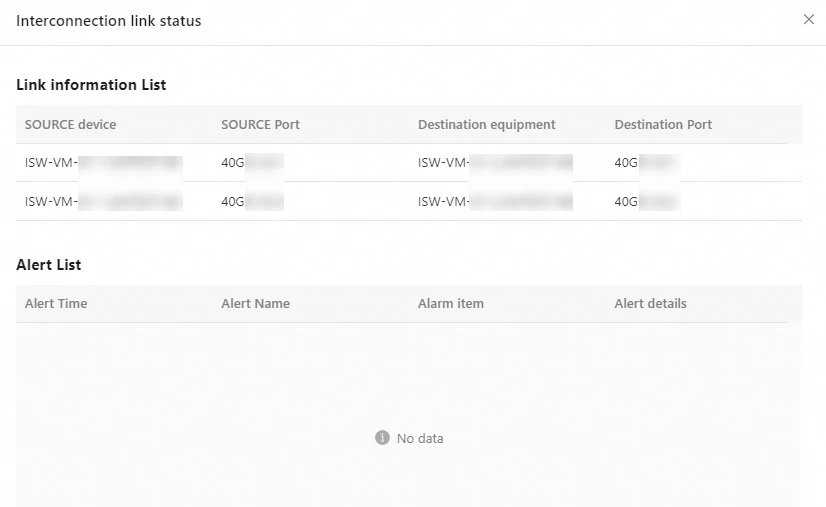 Interconnection link status
Link information List
SOURCE device SOURCE Port Destination equipment Destination Port
ISW-VM- 40G ISW-VM- 40G
ISW-VM- 40G ISW-VM- 40G
Alert List
Alert Time Alert Name Alarm item Alert details
No data